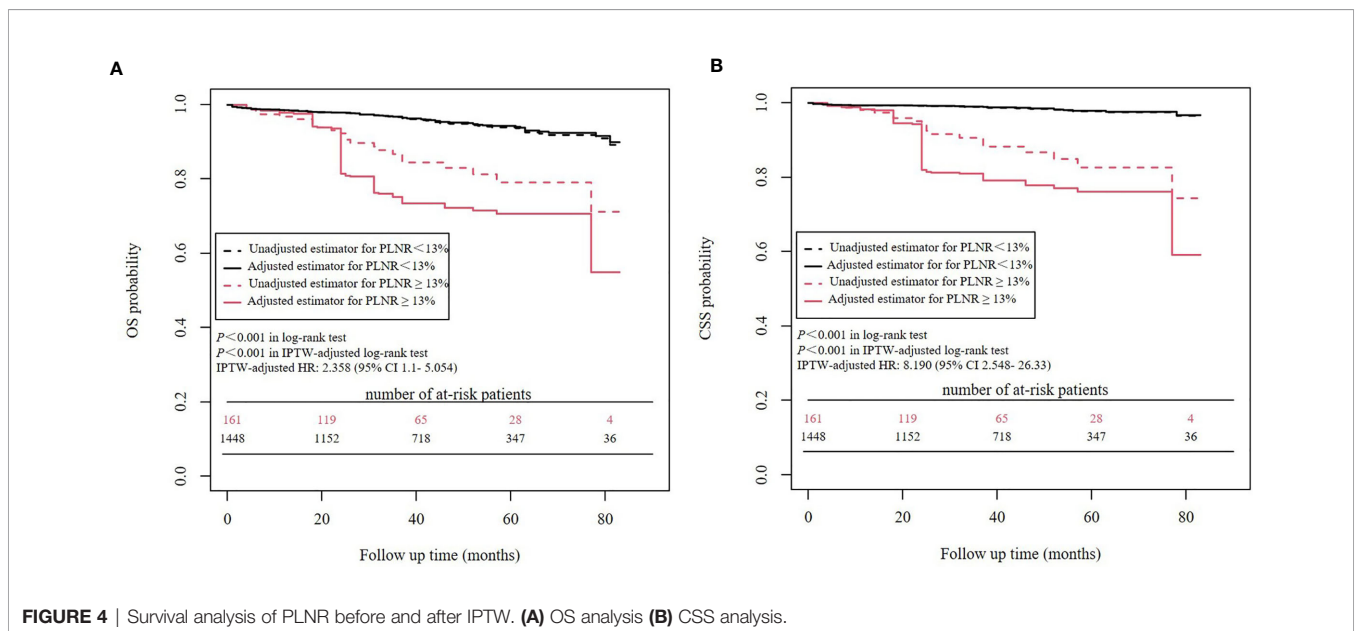 A
OS probability
1.0
0.8
0.6
0.4
0.2
0.0
Unadjusted estimator for PLNR<13%
Adjusted estimator for PLNR<13%
Unadjusted estimator for PLNR ≥ 13%
Adjusted estimator for PLNR ≥ 13%
P<0.001 in log-rank test
P<0.001 in IPTW-adjusted log-rank test
IPTW-adjusted HR: 2.358 (95% CI 1.1- 5.054)
number of at-risk patients
161 119 65 28 4
1448 1152 718 347 36
0 20 40 60 80
Follow up time (months)
B
CSS probability
1.0
0.8
0.6
0.4
0.2
0.0
Unadjusted estimator for PLNR<13%
Adjusted estimator for for PLNR<13%
Unadjusted estimator for PLNR ≥ 13%
Adjusted estimator for PLNR ≥ 13%
P<0.001 in log-rank test
P<0.001 in IPTW-adjusted log-rank test
IPTW-adjusted HR: 8.190 (95% CI 2.548- 26.33)
number of at-risk patients
161 119 65 28 4
1448 1152 718 347 36
0 20 40 60 80
Follow up time (months)
FIGURE 4 | Survival analysis of PLNR before and after IPTW. (A) OS analysis (B) CSS analysis.